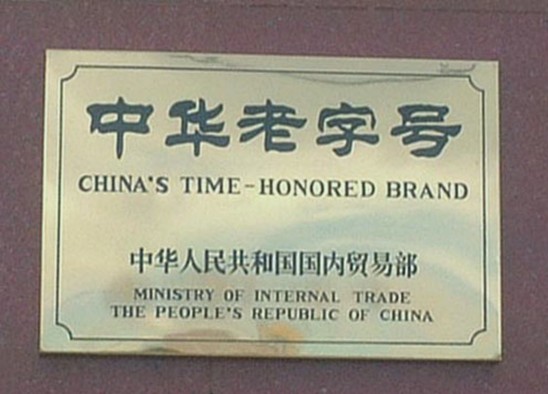 中华老字号
CHINA'S TIME-HONORED BRAND
中华人民共和国国内贸易部
MINISTRY OF INTERNAL TRADE
THE PEOPLE'S REPUBLIC OF CHINA